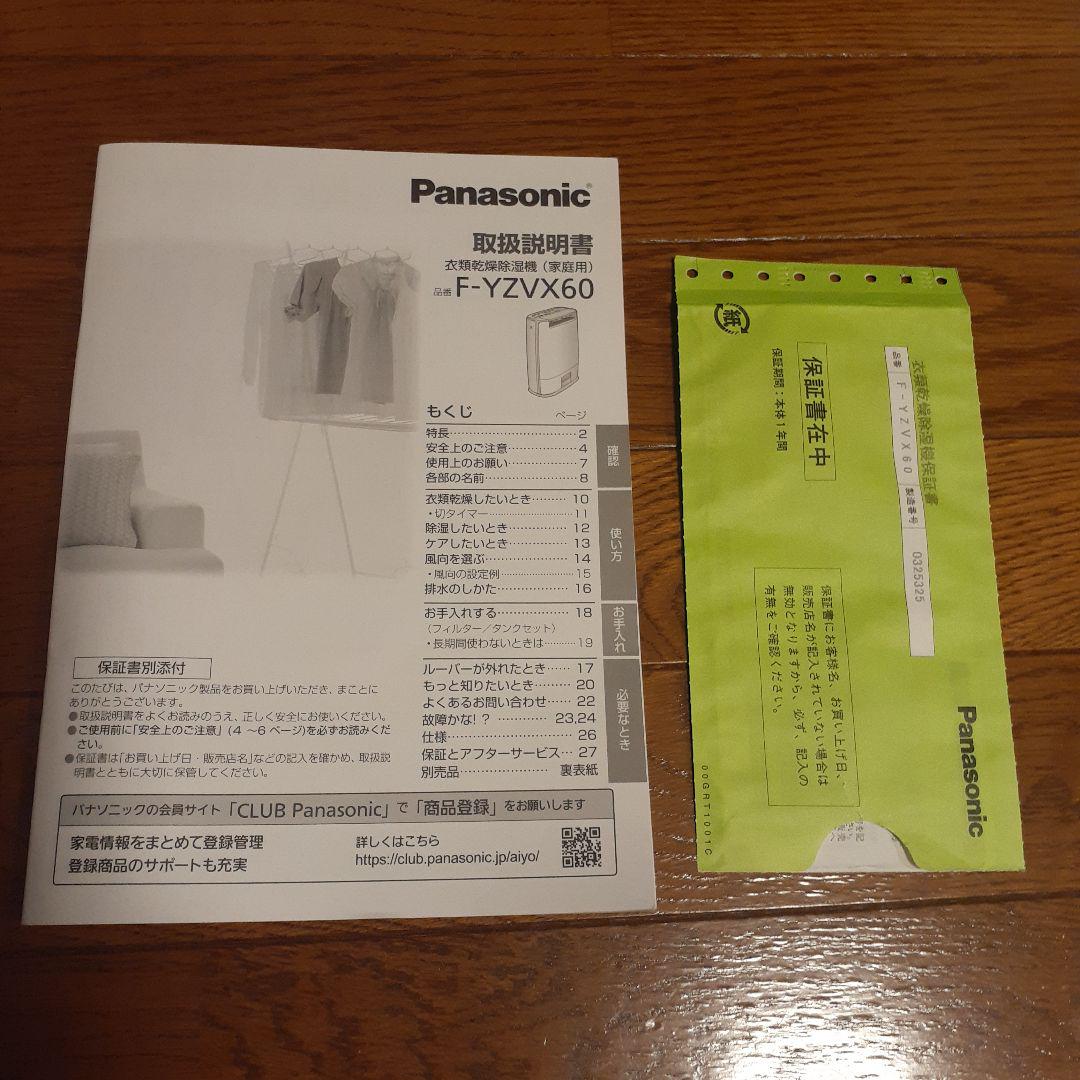 Panasonic®
取扱説明書
衣類乾燥除湿機（家庭用）
品番 F-YZVX60
もくじ ページ
特長 2
安全上のご注意 4
使用上のお願い 7
各部の名前 8
確認
衣類乾燥したいとき 10
・切タイマー 11
除湿したいとき 12
ケアしたいとき 13
風向を選ぶ 14
・風向の設定例 15
排水のしかた 16
使い方
お手入れする 18
（フィルター／タンクセット）
・長期間使わないときは 19
お手入れ
ルーバーが外れたとき 17
もっと知りたいとき 20
よくあるお問い合わせ 22
故障かな!？ 23,24
仕様 26
保証とアフターサービス 27
別売品 裏表紙
必要なとき
保証書別添付
このたびは、パナソニック製品をお買い上げいただき、まことに
ありがとうございます。
●取扱説明書をよくお読みのうえ、正しく安全にお使いください。
●ご使用前に「安全上のご注意」（4 ～6 ページ）を必ずお読みくだ
さい。
●保証書は「お買い上げ日・販売店名」などの記入を確かめ、取扱説
明書とともに大切に保管してください。
パナソニックの会員サイト「CLUB Panasonic」で「商品登録」をお願いします
家電情報をまとめて登録管理
登録商品のサポートも充実
詳しくはこちら
https://club.panasonic.jp/aiyo/
衣類乾燥除湿機保証書
品番 F-YZVX60 製造番号 0325325
紙
保証書在中
保証期間：本体1年間
保証書にお客様名、お買い上げ日、
販売店名が記入されていない場合は
無効となりますから、必ず、記入の
有無をご確認ください。
Panasonic
00GRT1001C